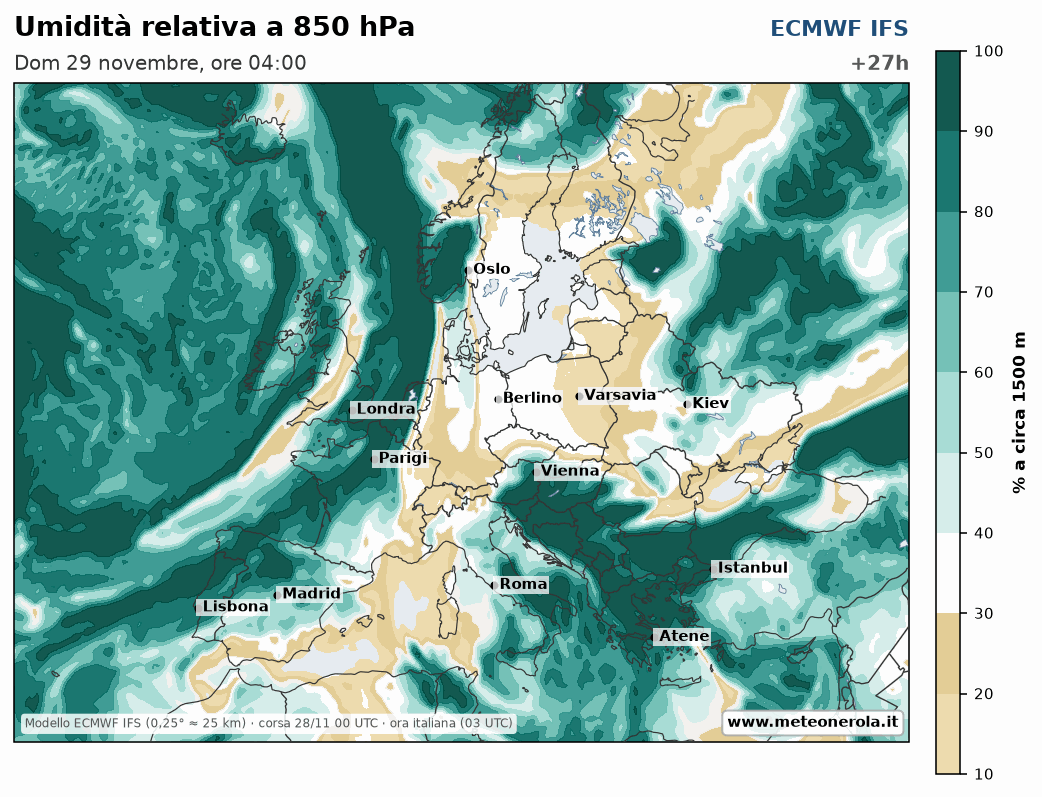 Umidità relativa a 850 hPa
ECMWF IFS
Dom 29 novembre, ore 04:00
+27h
100
90
80
70
60
50
40
30
20
10
% a circa 1500 m
Oslo
Londra
Berlino
Varsavia
Kiev
Parigi
Vienna
Istanbul
Roma
Madrid
Lisbona
Atene
Modello ECMWF IFS (0,25° ≈ 25 km) · corsa 28/11 00 UTC · ora italiana (03 UTC)
www.meteonerola.it